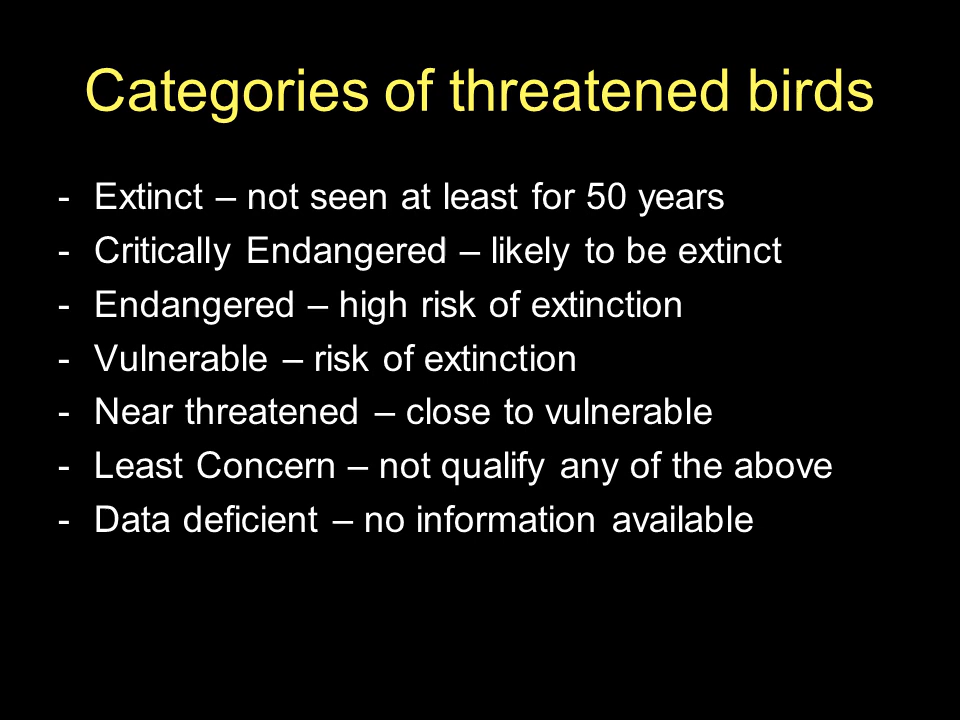 Categories of threatened birds
- Extinct – not seen at least for 50 years
- Critically Endangered – likely to be extinct
- Endangered – high risk of extinction
- Vulnerable – risk of extinction
- Near threatened – close to vulnerable
- Least Concern – not qualify any of the above
- Data deficient – no information available